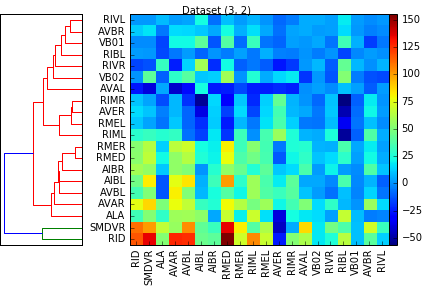 Dataset (3, 2)
RIVL
AVBR
VB01
RIBL
RIVR
VB02
AVAL
RIMR
AVER
RMEL
RIML
RMER
RMED
AIBR
AIBL
AVBL
AVAR
ALA
SMDVR
RID
150
125
100
75
50
25
0
−25
−50
RID
SMDVR
ALA
AVAR
AVBL
AIBL
AIBR
RMED
RMER
RIML
RMEL
AVER
RIMR
AVAL
VB02
RIVR
RIBL
VB01
AVBR
RIVL